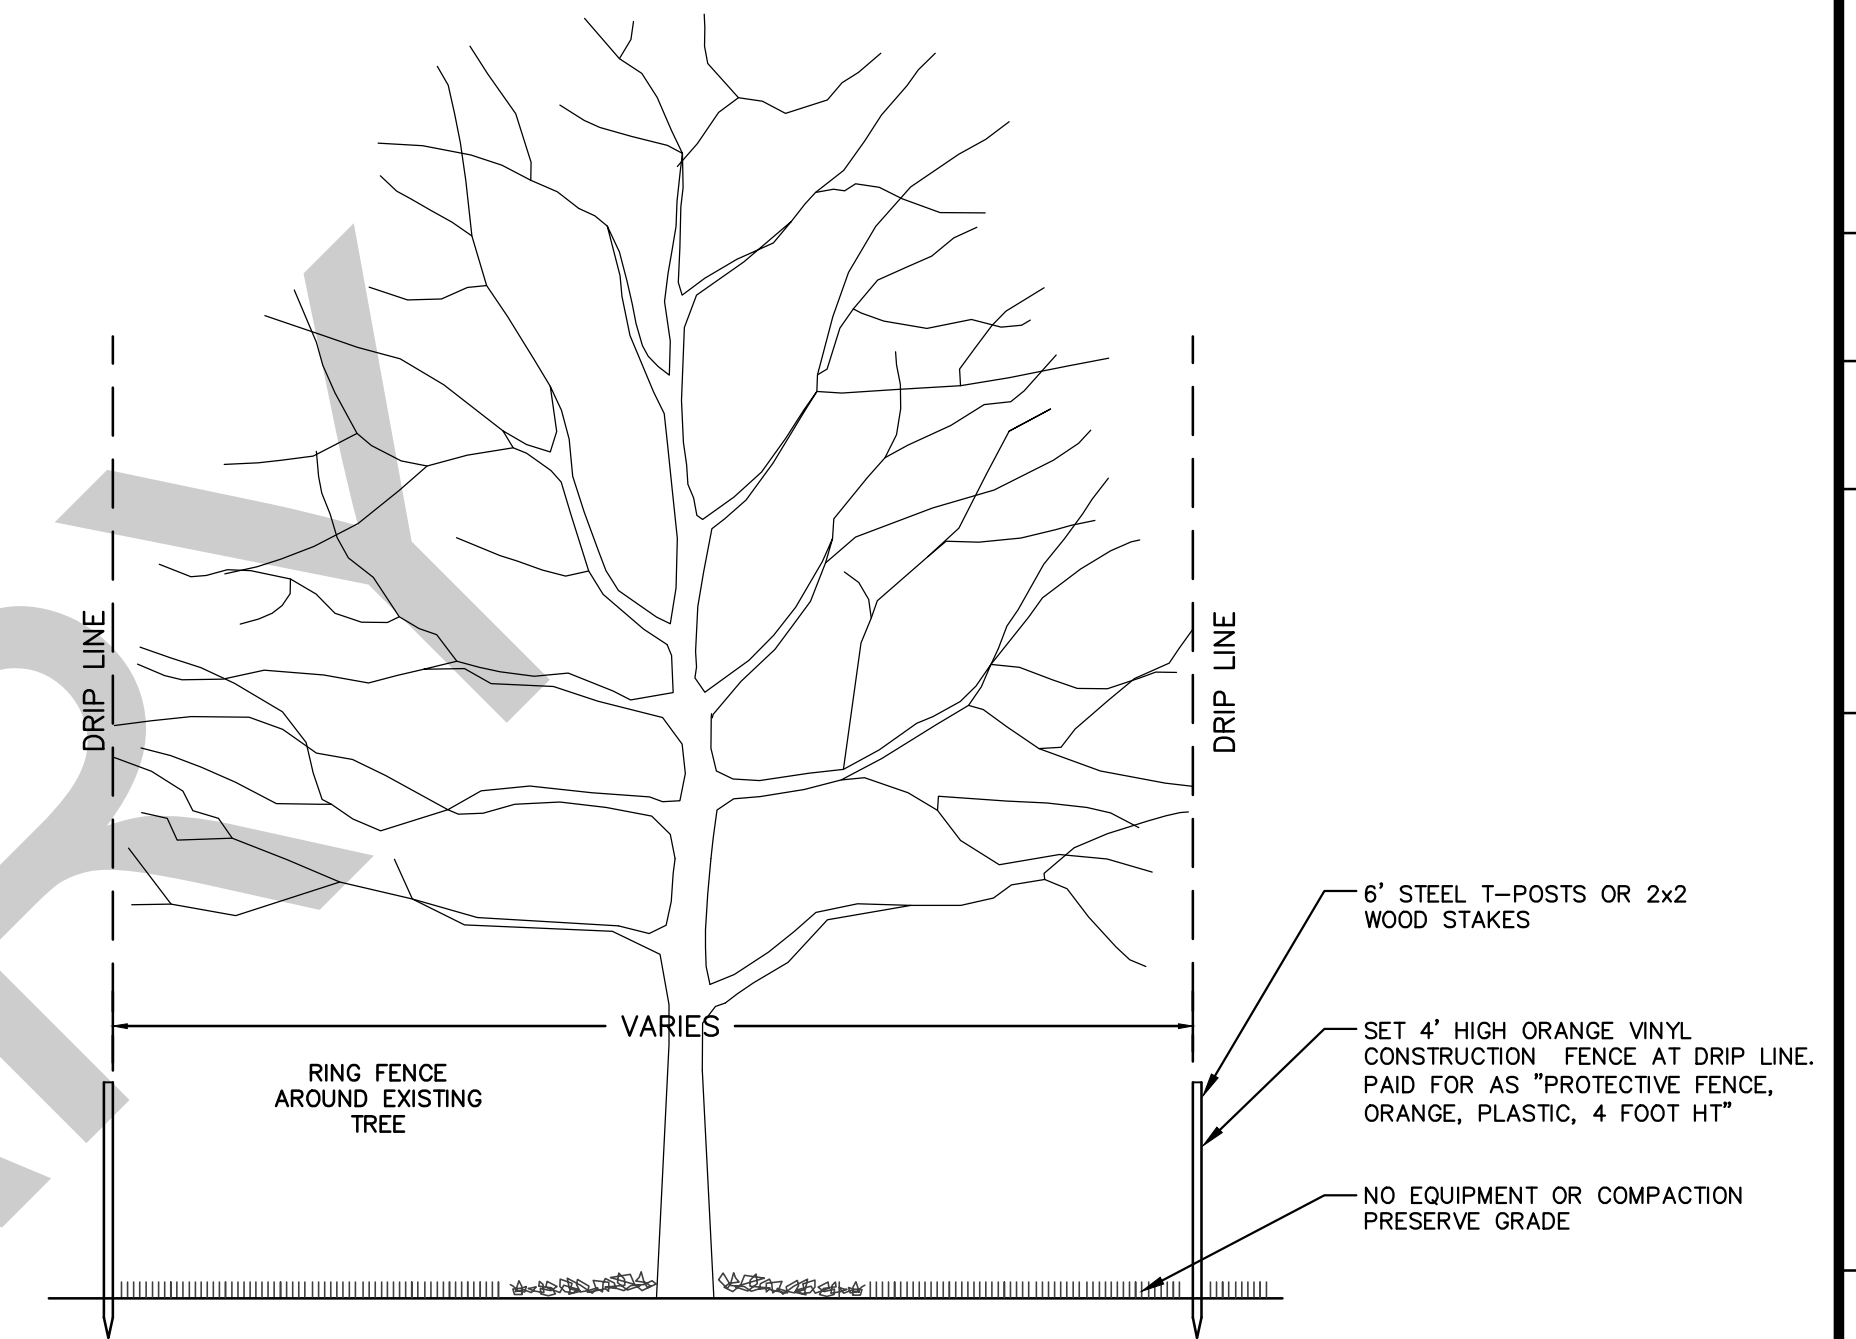 DRIP LINE
DRIP LINE
6' STEEL T-POSTS OR 2x2
WOOD STAKES
VARIES
SET 4' HIGH ORANGE VINYL
CONSTRUCTION FENCE AT DRIP LINE.
PAID FOR AS "PROTECTIVE FENCE,
ORANGE, PLASTIC, 4 FOOT HT"
RING FENCE
AROUND EXISTING
TREE
NO EQUIPMENT OR COMPACTION
PRESERVE GRADE